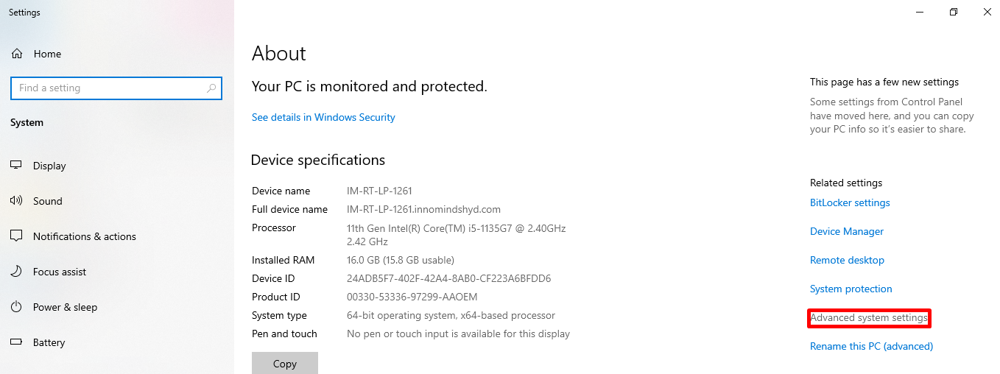 Settings
Home
Find a setting
System
Display
Sound
Notifications & actions
Focus assist
Power & sleep
Battery
About
Your PC is monitored and protected.
See details in Windows Security
Device specifications
Device name IM-RT-LP-1261
Full device name IM-RT-LP-1261.innomindshyd.com
Processor 11th Gen Intel(R) Core(TM) i5-1135G7 @ 2.40GHz
2.42 GHz
Installed RAM 16.0 GB (15.8 GB usable)
Device ID 24ADB5F7-402F-42A4-8AB0-CF223A6BFDD6
Product ID 00330-53336-97299-AAOEM
System type 64-bit operating system, x64-based processor
Pen and touch No pen or touch input is available for this display
Copy
This page has a few new settings
Some settings from Control Panel
have moved here, and you can copy
your PC info so it's easier to share.
Related settings
BitLocker settings
Device Manager
Remote desktop
System protection
Advanced system settings
Rename this PC (advanced)